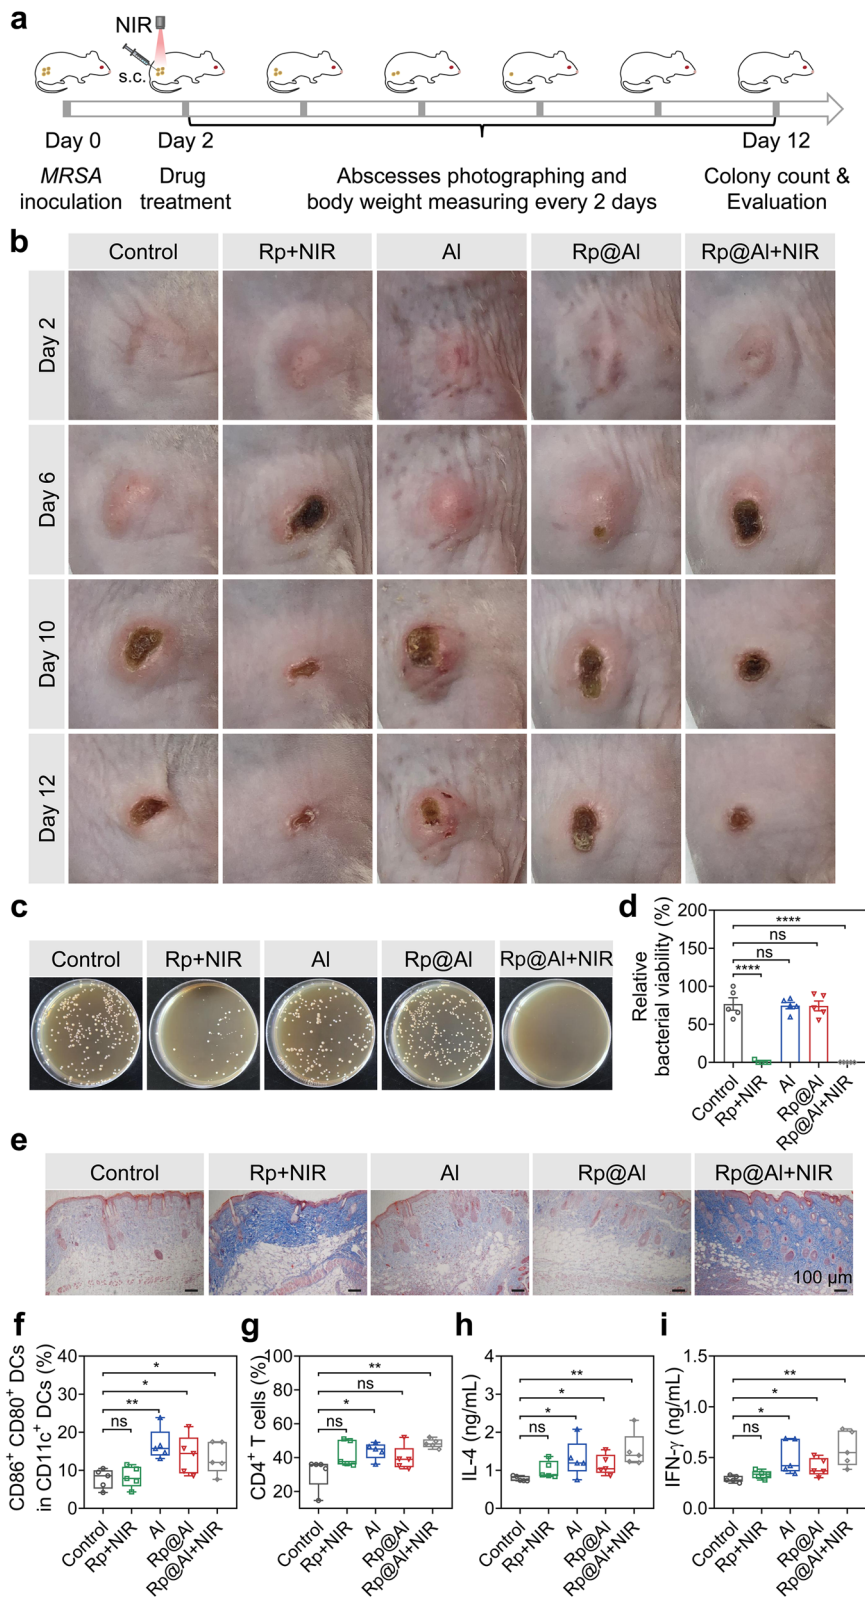 a
NIR
s.c.
Day 0
Day 2
Day 12
MRSA
inoculation
Drug
treatment
Abscesses photographing and
body weight measuring every 2 days
Colony count &
Evaluation
b
Control
Rp+NIR
Al
Rp@Al
Rp@Al+NIR
Day 2
Day 6
Day 10
Day 12
c
Control
Rp+NIR
Al
Rp@Al
Rp@Al+NIR
d
Relative
bacterial viability (%)
200
150
100
50
0
****
ns
ns
****
Control
Rp+NIR
Al
Rp@Al
Rp@Al+NIR
e
Control
Rp+NIR
Al
Rp@Al
Rp@Al+NIR
100 µm
f
CD86⁺ CD80⁺ DCs
in CD11c⁺ DCs (%)
40
30
20
10
0
*
*
**
ns
Control
Rp+NIR
Al
Rp@Al
Rp@Al+NIR
g
CD4⁺ T cells (%)
100
80
60
40
20
**
ns
*
ns
Control
Rp+NIR
Al
Rp@Al
Rp@Al+NIR
h
IL-4 (ng/mL)
4
3
2
1
0
**
*
*
ns
Control
Rp+NIR
Al
Rp@Al
Rp@Al+NIR
i
IFN-γ (ng/mL)
1.5
1.0
0.5
0.0
**
*
*
ns
Control
Rp+NIR
Al
Rp@Al
Rp@Al+NIR